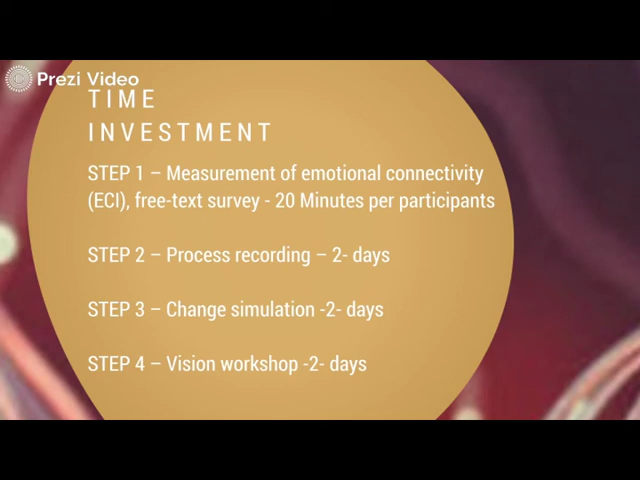 Prezi Video
TIME
INVESTMENT
STEP 1 – Measurement of emotional connectivity
(ECI), free-text survey - 20 Minutes per participants
STEP 2 – Process recording – 2- days
STEP 3 – Change simulation -2- days
STEP 4 – Vision workshop -2- days